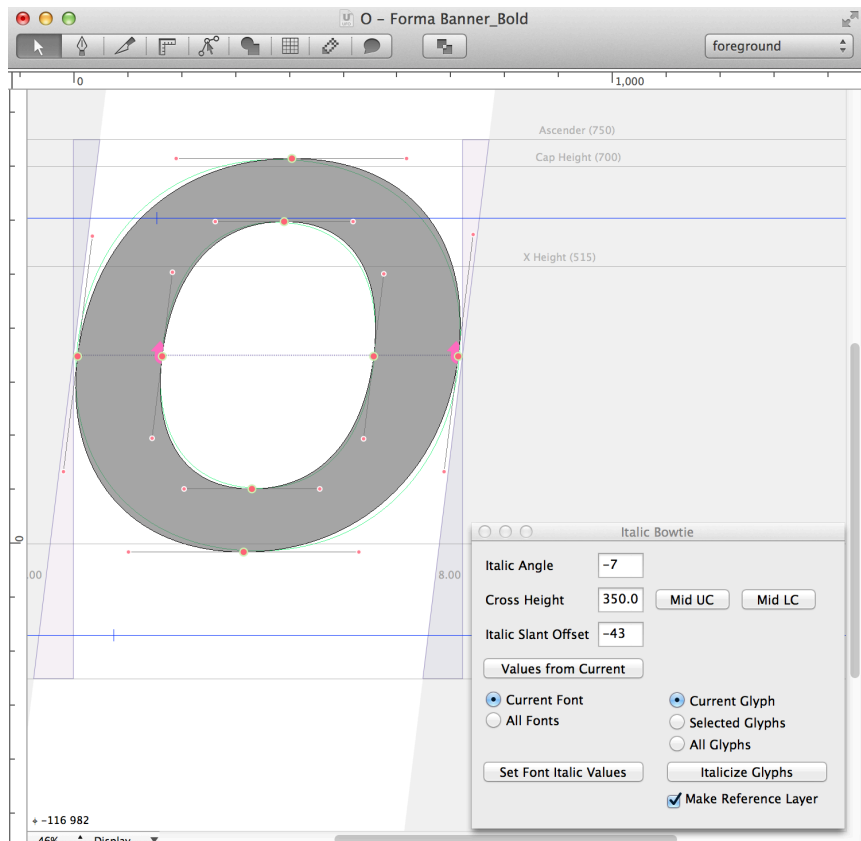 O – Forma Banner_Bold
foreground
0
1,000
Ascender (750)
Cap Height (700)
X Height (515)
0
.00
8.00
Italic Bowtie
Italic Angle -7
Cross Height 350.0 Mid UC Mid LC
Italic Slant Offset -43
Values from Current
Current Font Current Glyph
All Fonts Selected Glyphs
All Glyphs
Set Font Italic Values Italicize Glyphs
Make Reference Layer
-116 982
46% Display